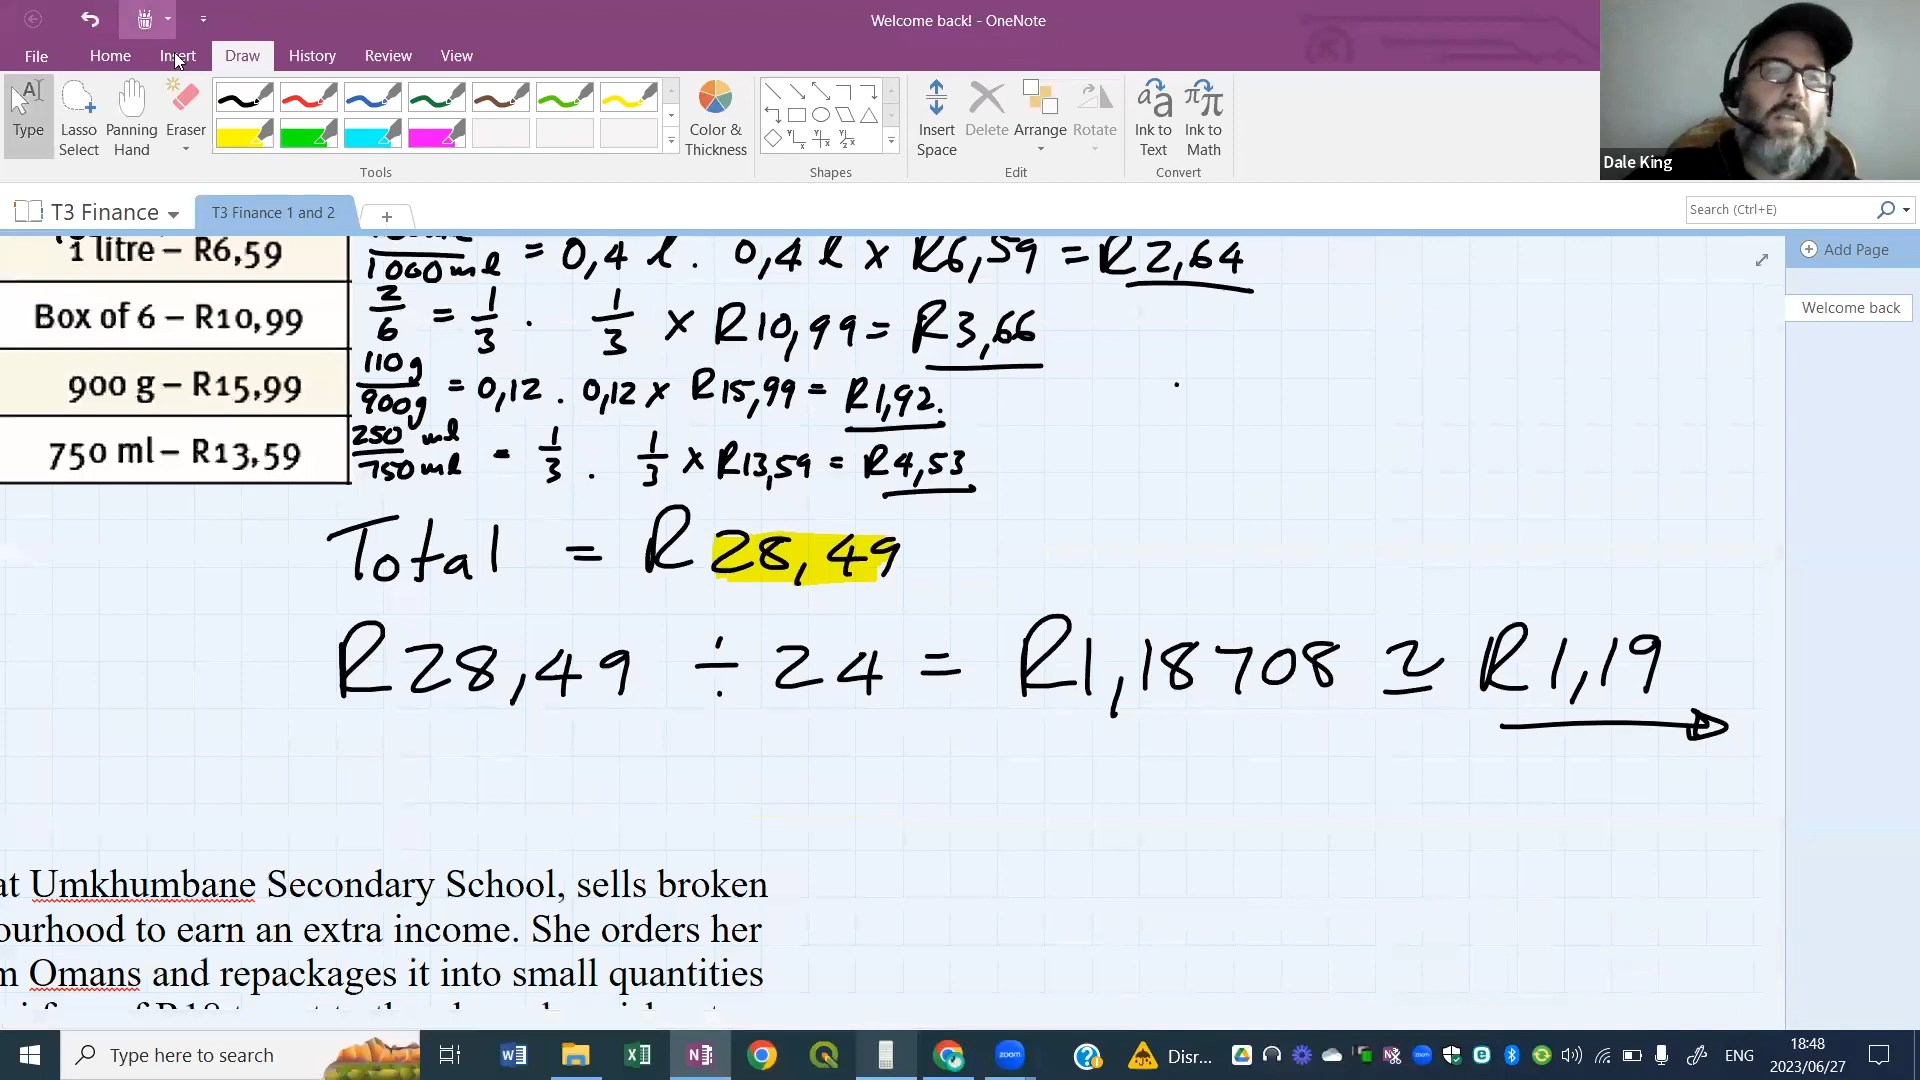 Welcome back! - OneNote
File
Home
Insert
Draw
History
Review
View
Type
Lasso
Select
Panning
Hand
Eraser
Color &
Thickness
Insert
Space
Delete
Arrange
Rotate
Ink to
Text
Ink to
Math
Tools
Shapes
Edit
Convert
Dale King
T3 Finance
T3 Finance 1 and 2
Search (Ctrl+E)
Add Page
Welcome back
1 litre – R6,59
1000ml = 0,4 l. 0,4 l x R6,59 = R2,64
Box of 6 – R10,99
2/6 = 1/3 . 1/3 x R10,99 = R3,66
900 g – R15,99
110g/900g = 0,12 . 0,12 x R15,99 = R1,92.
750 ml – R13,59
250 ml/750 ml = 1/3 . 1/3 x R13,59 = R4,53
Total = R28,49
R28,49 ÷ 24 = R1,18708 ≃ R1,19
at Umkhumbane Secondary School, sells broken
ourhood to earn an extra income. She orders her
m Omans and repackages it into small quantities
Type here to search
Disr...
ENG
18:48
2023/06/27